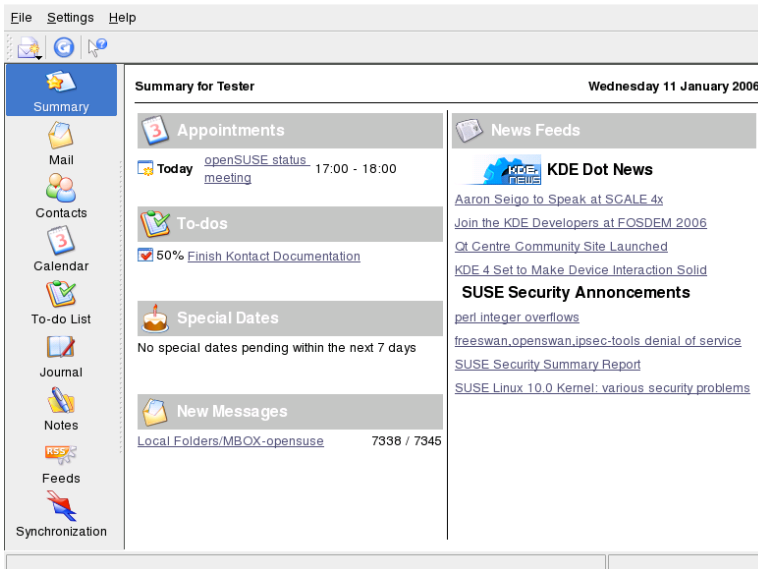 File Settings Help
Summary
Mail
Contacts
3
Calendar
To-do List
Journal
Notes
RSS
Feeds
Synchronization
Summary for Tester
Wednesday 11 January 2006
3 Appointments
Today openSUSE status meeting 17:00 - 18:00
To-dos
50% Finish Kontact Documentation
Special Dates
No special dates pending within the next 7 days
New Messages
Local Folders/MBOX-opensuse 7338 / 7345
News Feeds
KDE NEWS KDE Dot News
Aaron Seigo to Speak at SCALE 4x
Join the KDE Developers at FOSDEM 2006
Qt Centre Community Site Launched
KDE 4 Set to Make Device Interaction Solid
SUSE Security Annoncements
perl integer overflows
freeswan,openswan,ipsec-tools denial of service
SUSE Security Summary Report
SUSE Linux 10.0 Kernel: various security problems